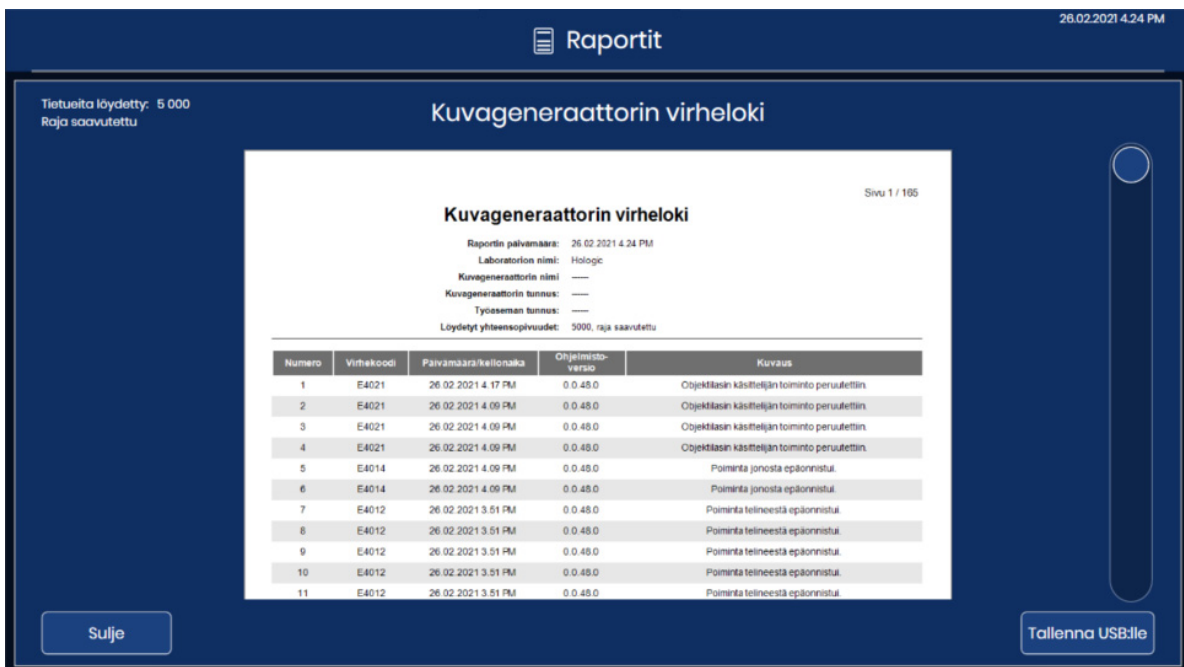 26.02.2021 4.24 PM
Raportit
Tietueita löydetty: 5 000
Raja saavutettu
Kuvageneraattorin virheloki
Sivu 1 / 165
Kuvageneraattorin virheloki
Raportin päivämäärä: 26.02.2021 4.24 PM
Laboratorion nimi: Hologic
Kuvageneraattorin nimi ——
Kuvageneraattorin tunnus: ——
Työaseman tunnus: ——
Löydetyt yhteensopivuudet: 5000, raja saavutettu
Numero Virhekoodi Päivämäärä/kellonaika Ohjelmisto-versio Kuvaus
1 E4021 26.02.2021 4.17 PM 0.0.48.0 Objektilasin käsittelijän toiminto peruutettiin.
2 E4021 26.02.2021 4.09 PM 0.0.48.0 Objektilasin käsittelijän toiminto peruutettiin.
3 E4021 26.02.2021 4.09 PM 0.0.48.0 Objektilasin käsittelijän toiminto peruutettiin.
4 E4021 26.02.2021 4.09 PM 0.0.48.0 Objektilasin käsittelijän toiminto peruutettiin.
5 E4014 26.02.2021 4.09 PM 0.0.48.0 Poiminta jonosta epäonnistui.
6 E4014 26.02.2021 4.09 PM 0.0.48.0 Poiminta jonosta epäonnistui.
7 E4012 26.02.2021 3.51 PM 0.0.48.0 Poiminta telineestä epäonnistui.
8 E4012 26.02.2021 3.51 PM 0.0.48.0 Poiminta telineestä epäonnistui.
9 E4012 26.02.2021 3.51 PM 0.0.48.0 Poiminta telineestä epäonnistui.
10 E4012 26.02.2021 3.51 PM 0.0.48.0 Poiminta telineestä epäonnistui.
11 E4012 26.02.2021 3.51 PM 0.0.48.0 Poiminta telineestä epäonnistui.
Sulje
Tallenna USB:lle